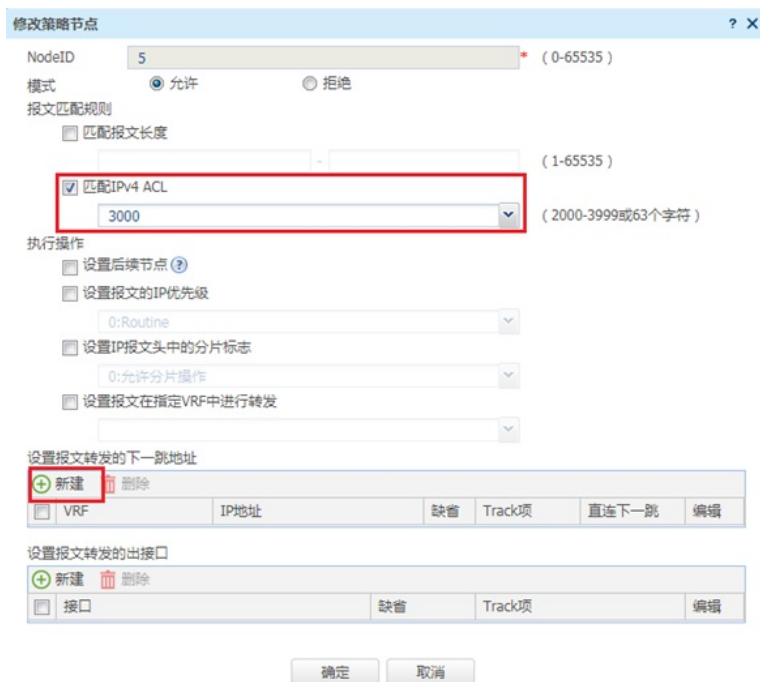 修改策略节点 ? X
NodeID 5 * (0-65535)
模式 允许 拒绝
报文匹配规则
匹配报文长度
- (1-65535)
匹配IPv4 ACL
3000 (2000-3999或63个字符)
执行操作
设置后续节点 ?
设置报文的IP优先级
0:Routine
设置IP报文头中的分片标志
0:允许分片操作
设置报文在指定VRF中进行转发
设置报文转发的下一跳地址
新建 删除
VRF IP地址 缺省 Track项 直连下一跳 编辑
设置报文转发的出接口
新建 删除
接口 缺省 Track项 编辑
确定 取消